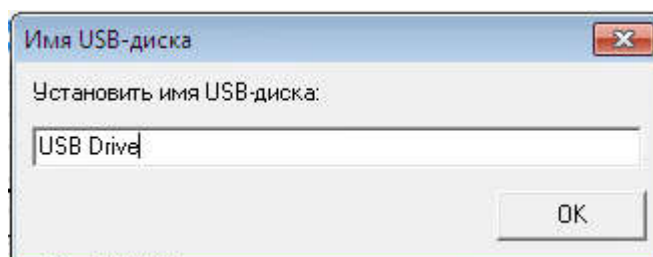 Имя USB-диска
Установить имя USB-диска:
USB Drive
OK